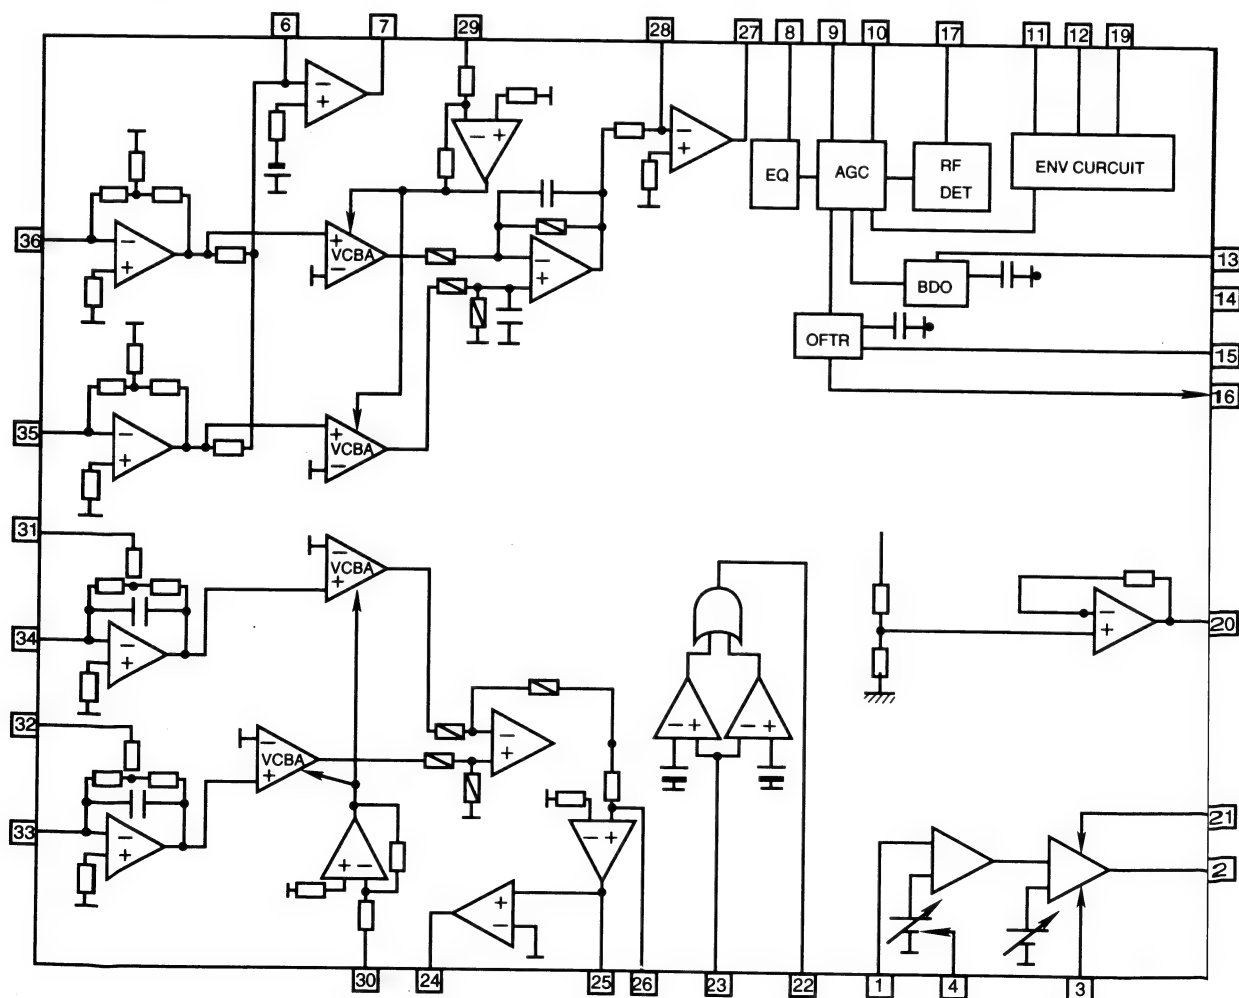 6 7 29 28 27 8 9 10 17 11 12 19
− +
− +
− +
EQ AGC RF DET ENV CURCUIT
36
− +
+ VCBA −
− +
13
BDO
14
OFTR
15
16
35
− +
+ VCBA −
31
− VCBA +
34
− +
20
− +
32
− VCBA +
− +
− + − +
33
− +
+ −
− +
21
2
+ −
30 24 25 26 23 22 1 4 3